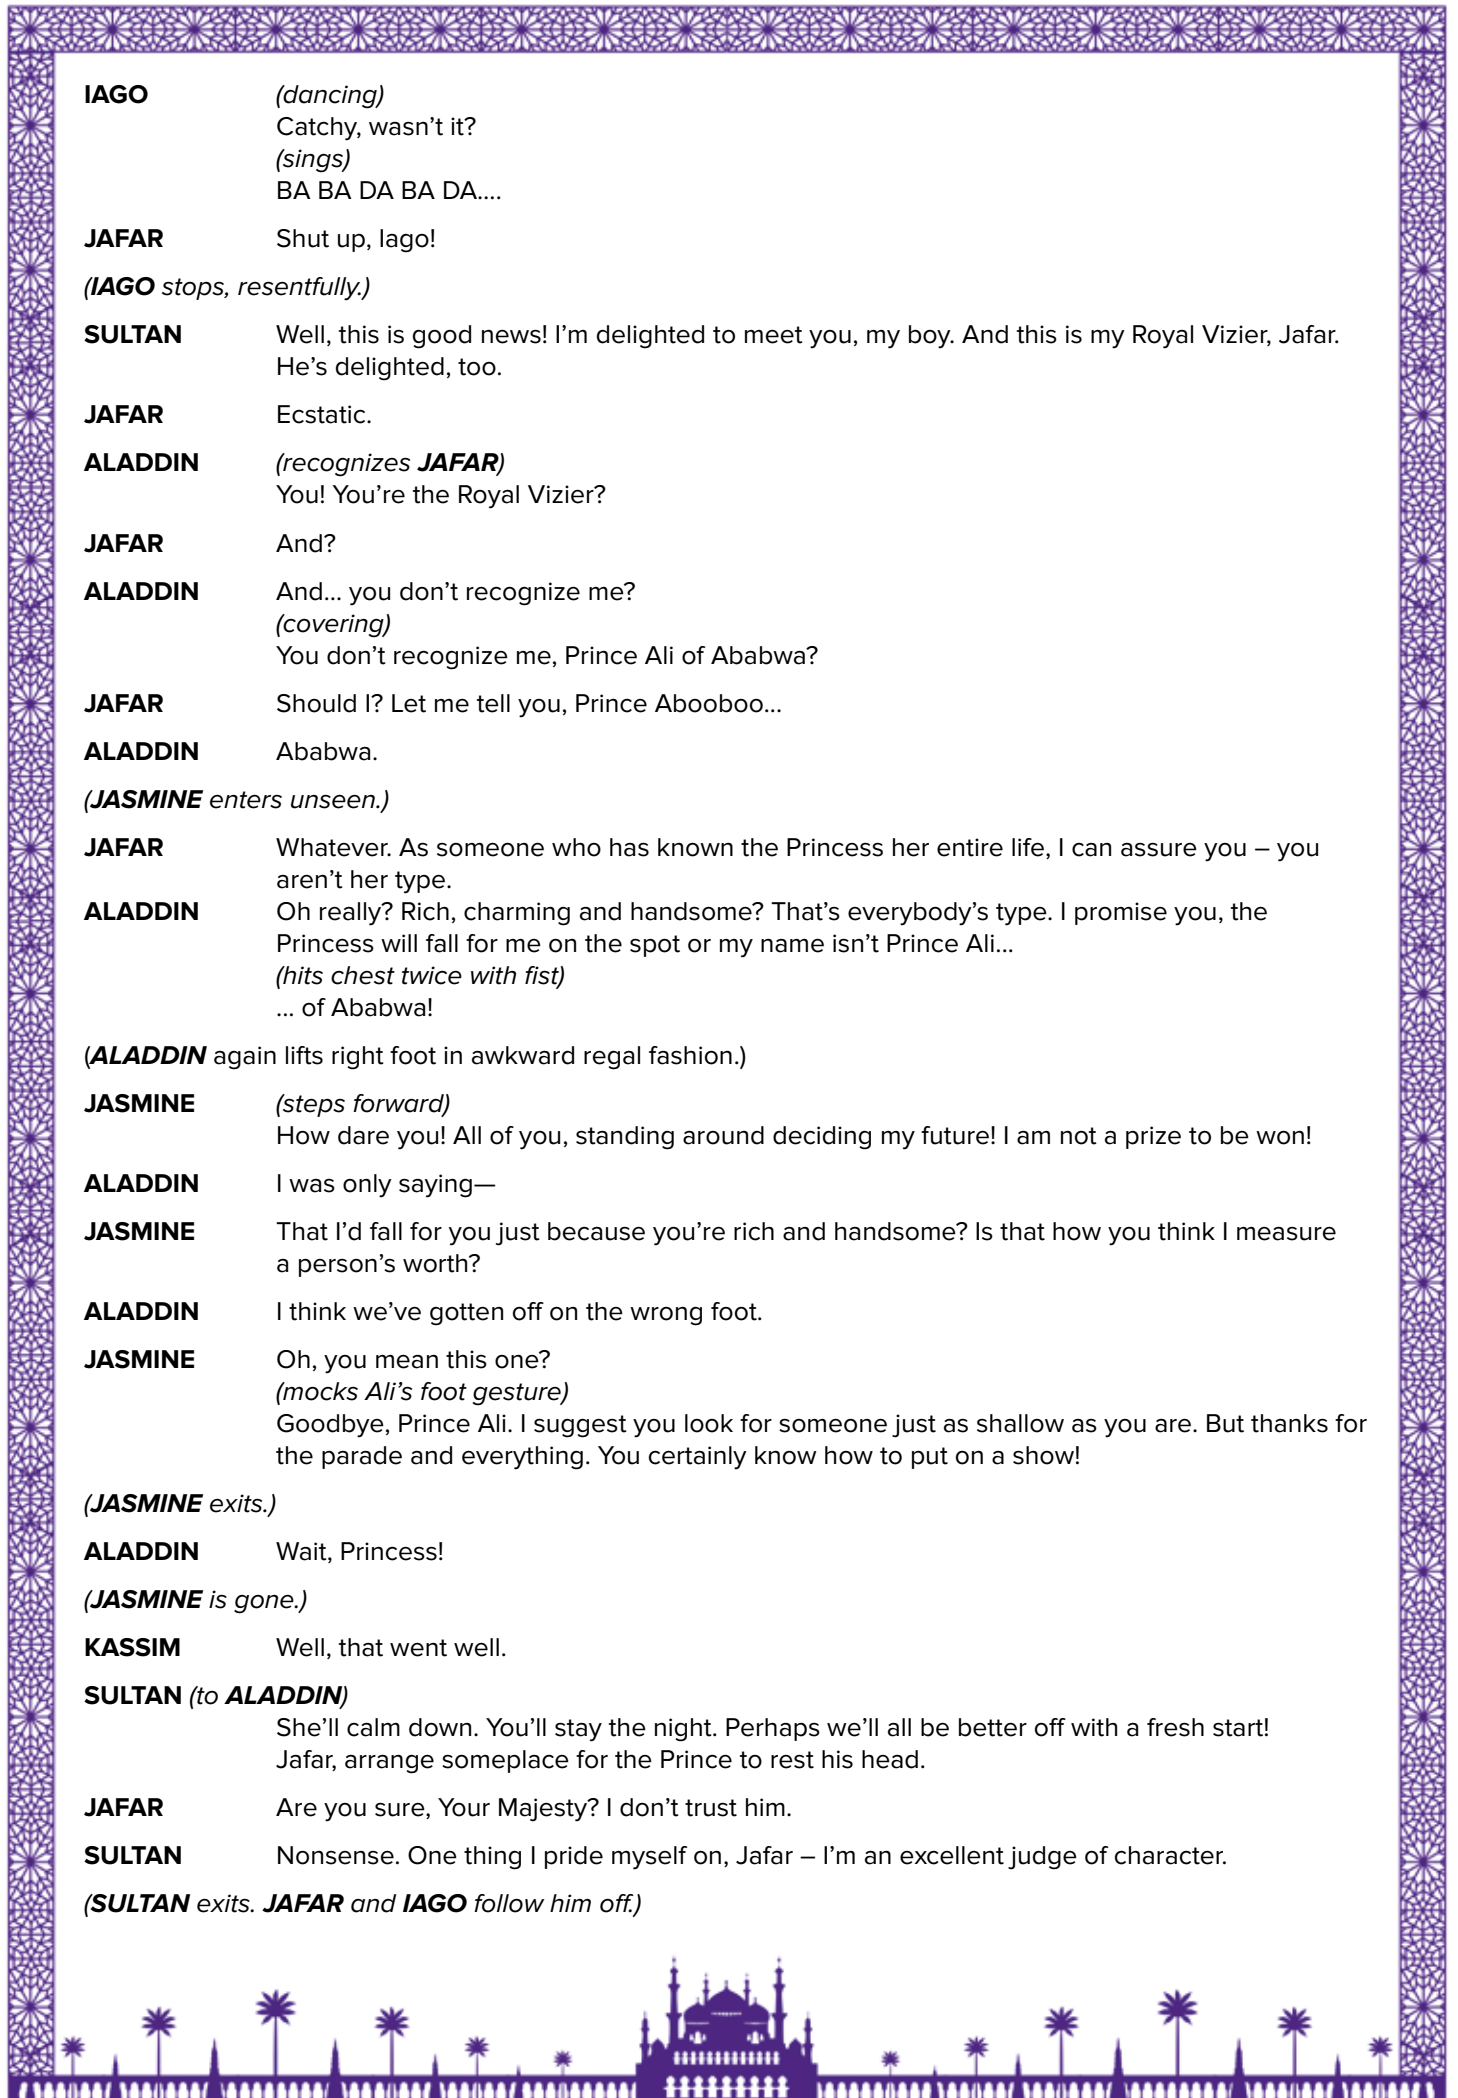 IAGO (dancing)
Catchy, wasn't it?
(sings)
BA BA DA BA DA....
JAFAR Shut up, Iago!
(IAGO stops, resentfully.)
SULTAN Well, this is good news! I'm delighted to meet you, my boy. And this is my Royal Vizier, Jafar.
He's delighted, too.
JAFAR Ecstatic.
ALADDIN (recognizes JAFAR)
You! You're the Royal Vizier?
JAFAR And?
ALADDIN And... you don't recognize me?
(covering)
You don't recognize me, Prince Ali of Ababwa?
JAFAR Should I? Let me tell you, Prince Abooboo...
ALADDIN Ababwa.
(JASMINE enters unseen.)
JAFAR Whatever. As someone who has known the Princess her entire life, I can assure you – you
aren't her type.
ALADDIN Oh really? Rich, charming and handsome? That's everybody's type. I promise you, the
Princess will fall for me on the spot or my name isn't Prince Ali...
(hits chest twice with fist)
... of Ababwa!
(ALADDIN again lifts right foot in awkward regal fashion.)
JASMINE (steps forward)
How dare you! All of you, standing around deciding my future! I am not a prize to be won!
ALADDIN I was only saying—
JASMINE That I'd fall for you just because you're rich and handsome? Is that how you think I measure
a person's worth?
ALADDIN I think we've gotten off on the wrong foot.
JASMINE Oh, you mean this one?
(mocks Ali's foot gesture)
Goodbye, Prince Ali. I suggest you look for someone just as shallow as you are. But thanks for
the parade and everything. You certainly know how to put on a show!
(JASMINE exits.)
ALADDIN Wait, Princess!
(JASMINE is gone.)
KASSIM Well, that went well.
SULTAN (to ALADDIN)
She'll calm down. You'll stay the night. Perhaps we'll all be better off with a fresh start!
Jafar, arrange someplace for the Prince to rest his head.
JAFAR Are you sure, Your Majesty? I don't trust him.
SULTAN Nonsense. One thing I pride myself on, Jafar – I'm an excellent judge of character.
(SULTAN exits. JAFAR and IAGO follow him off.)